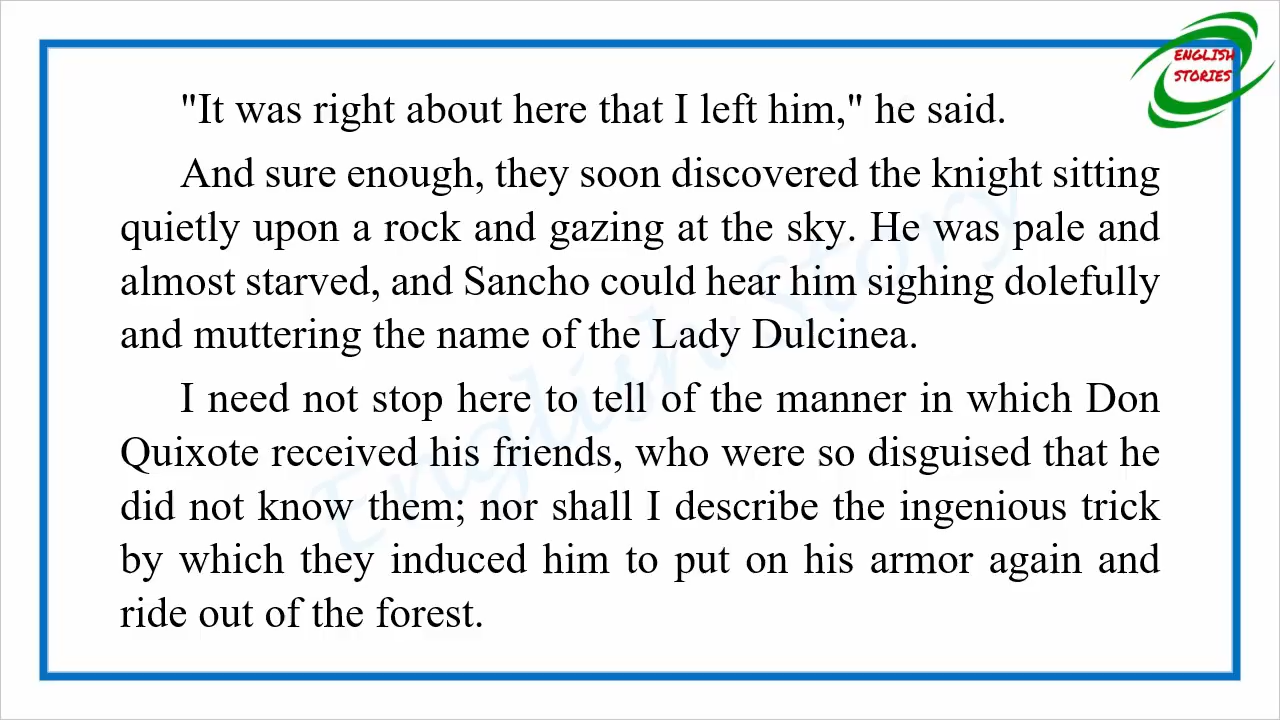 ENGLISH
STORIES
"It was right about here that I left him," he said.
And sure enough, they soon discovered the knight sitting
quietly upon a rock and gazing at the sky. He was pale and
almost starved, and Sancho could hear him sighing dolefully
and muttering the name of the Lady Dulcinea.
I need not stop here to tell of the manner in which Don
Quixote received his friends, who were so disguised that he
did not know them; nor shall I describe the ingenious trick
by which they induced him to put on his armor again and
ride out of the forest.
English Story